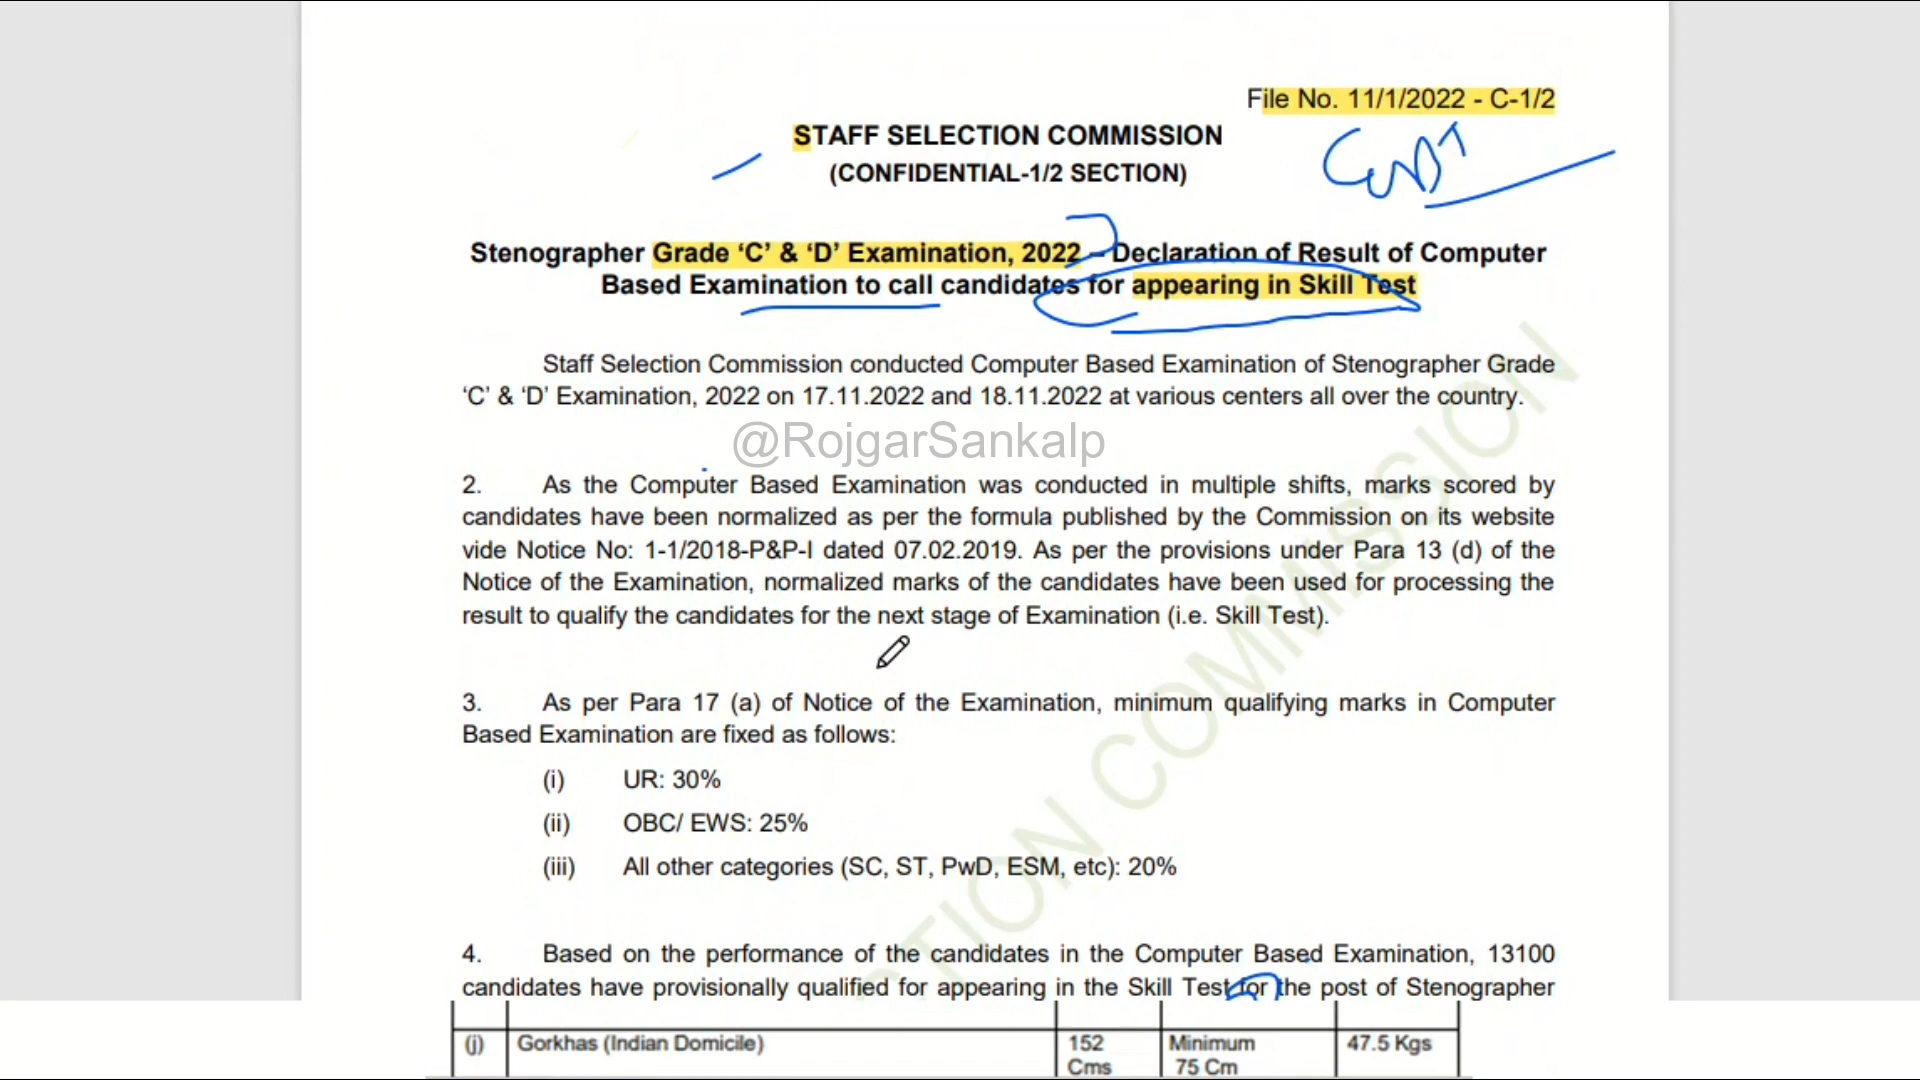 File No. 11/1/2022 - C-1/2
STAFF SELECTION COMMISSION
(CONFIDENTIAL-1/2 SECTION)
Stenographer Grade ‘C’ & ‘D’ Examination, 2022 – Declaration of Result of Computer
Based Examination to call candidates for appearing in Skill Test
Staff Selection Commission conducted Computer Based Examination of Stenographer Grade
‘C’ & ‘D’ Examination, 2022 on 17.11.2022 and 18.11.2022 at various centers all over the country.
@RojgarSankalp
2. As the Computer Based Examination was conducted in multiple shifts, marks scored by
candidates have been normalized as per the formula published by the Commission on its website
vide Notice No: 1-1/2018-P&P-I dated 07.02.2019. As per the provisions under Para 13 (d) of the
Notice of the Examination, normalized marks of the candidates have been used for processing the
result to qualify the candidates for the next stage of Examination (i.e. Skill Test).
3. As per Para 17 (a) of Notice of the Examination, minimum qualifying marks in Computer
Based Examination are fixed as follows:
(i) UR: 30%
(ii) OBC/ EWS: 25%
(iii) All other categories (SC, ST, PwD, ESM, etc): 20%
4. Based on the performance of the candidates in the Computer Based Examination, 13100
candidates have provisionally qualified for appearing in the Skill Test for the post of Stenographer
(j) Gorkhas (Indian Domicile) 152 Minimum 47.5 Kgs
Cms 75 Cm
CTION COMMISSION